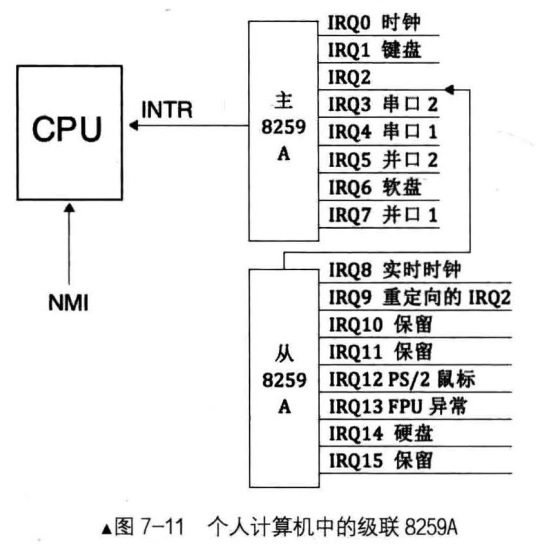 IRQ0 时钟
IRQ1 键盘
IRQ2
IRQ3 串口 2
IRQ4 串口 1
IRQ5 并口 2
IRQ6 软盘
IRQ7 并口 1
主
8259
A
INTR
CPU
NMI
IRQ8 实时时钟
IRQ9 重定向的 IRQ2
IRQ10 保留
IRQ11 保留
IRQ12 PS/2 鼠标
IRQ13 FPU 异常
IRQ14 硬盘
IRQ15 保留
从
8259
A
▲图 7-11 个人计算机中的级联 8259A